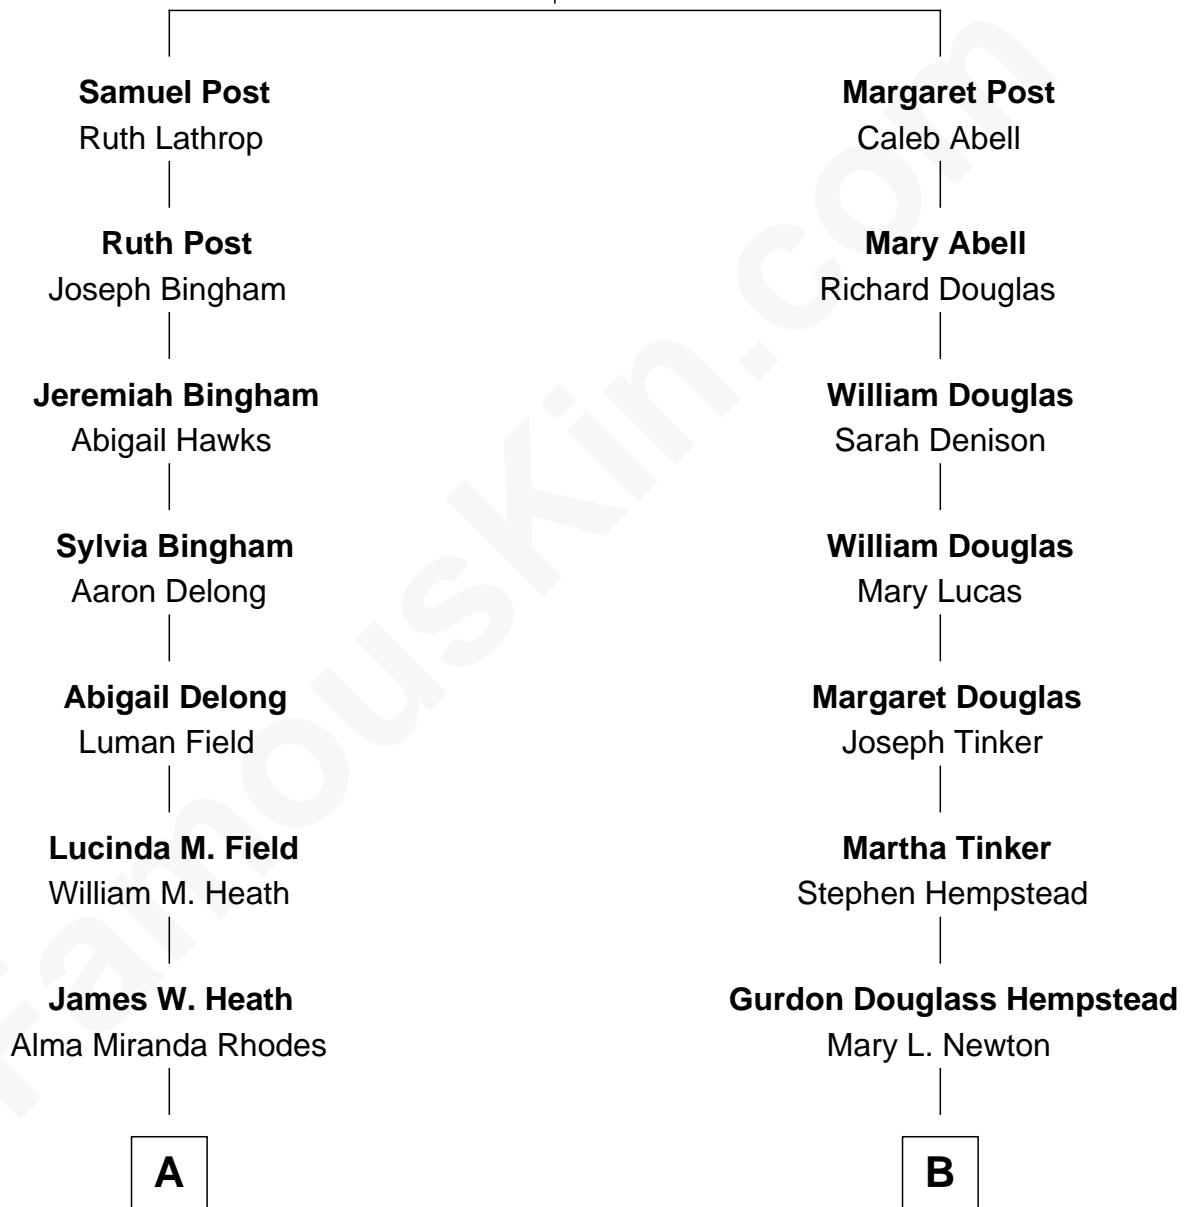 Samuel Post
Ruth Lathrop
Ruth Post
Joseph Bingham
Jeremiah Bingham
Abigail Hawks
Sylvia Bingham
Aaron Delong
Abigail Delong
Luman Field
Lucinda M. Field
William M. Heath
James W. Heath
Alma Miranda Rhodes
A
Margaret Post
Caleb Abell
Mary Abell
Richard Douglas
William Douglas
Sarah Denison
William Douglas
Mary Lucas
Margaret Douglas
Joseph Tinker
Martha Tinker
Stephen Hempstead
Gurdon Douglass Hempstead
Mary L. Newton
B
FamousKin.com